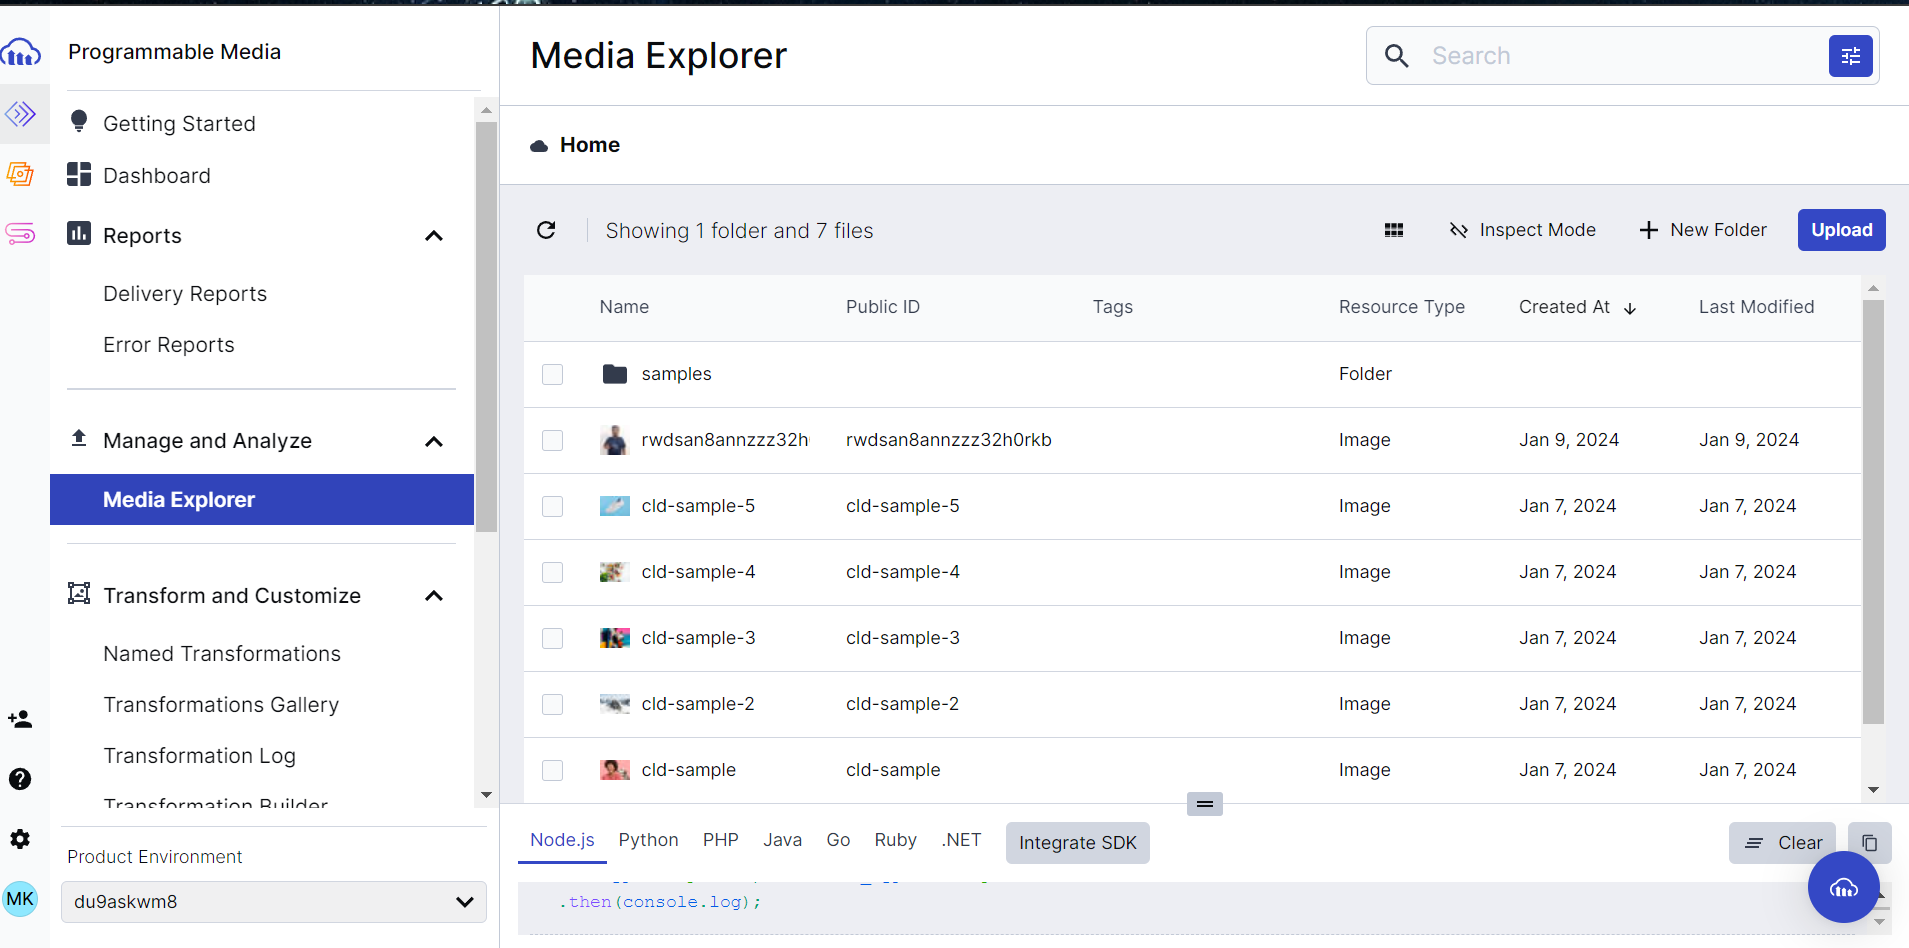 Programmable Media
Getting Started
Dashboard
Reports
Delivery Reports
Error Reports
Manage and Analyze
Media Explorer
Transform and Customize
Named Transformations
Transformations Gallery
Transformation Log
Transformation Builder
Product Environment
du9askwm8
MK
Media Explorer
Search
Home
Showing 1 folder and 7 files
Inspect Mode
New Folder
Upload
Name Public ID Tags Resource Type Created At Last Modified
samples Folder
rwdsan8annzzz32h rwdsan8annzzz32h0rkb Image Jan 9, 2024 Jan 9, 2024
cld-sample-5 cld-sample-5 Image Jan 7, 2024 Jan 7, 2024
cld-sample-4 cld-sample-4 Image Jan 7, 2024 Jan 7, 2024
cld-sample-3 cld-sample-3 Image Jan 7, 2024 Jan 7, 2024
cld-sample-2 cld-sample-2 Image Jan 7, 2024 Jan 7, 2024
cld-sample cld-sample Image Jan 7, 2024 Jan 7, 2024
Node.js Python PHP Java Go Ruby .NET Integrate SDK Clear
.then(console.log);